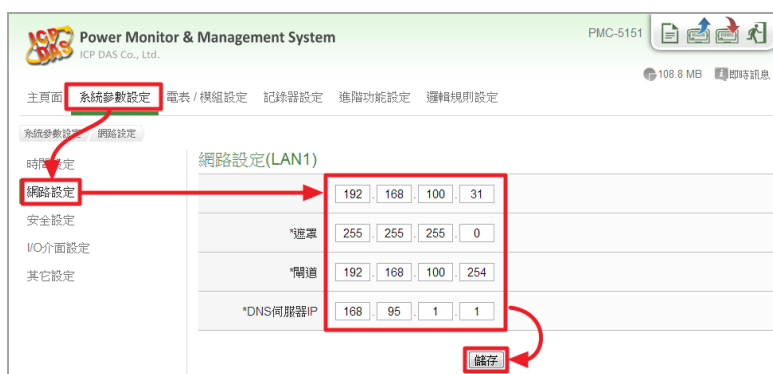 ICP DAS
Power Monitor & Management System
ICP DAS Co., Ltd.
PMC-5151
108.8 MB 即時訊息
主頁面 系統參數設定 電表 / 模組設定 記錄器設定 進階功能設定 邏輯規則設定
系統參數設定 網路設定
時間設定
網路設定
安全設定
I/O介面設定
其它設定
網路設定(LAN1)
192 . 168 . 100 . 31
*遮罩 255 . 255 . 255 . 0
*閘道 192 . 168 . 100 . 254
*DNS伺服器IP 168 . 95 . 1 . 1
儲存